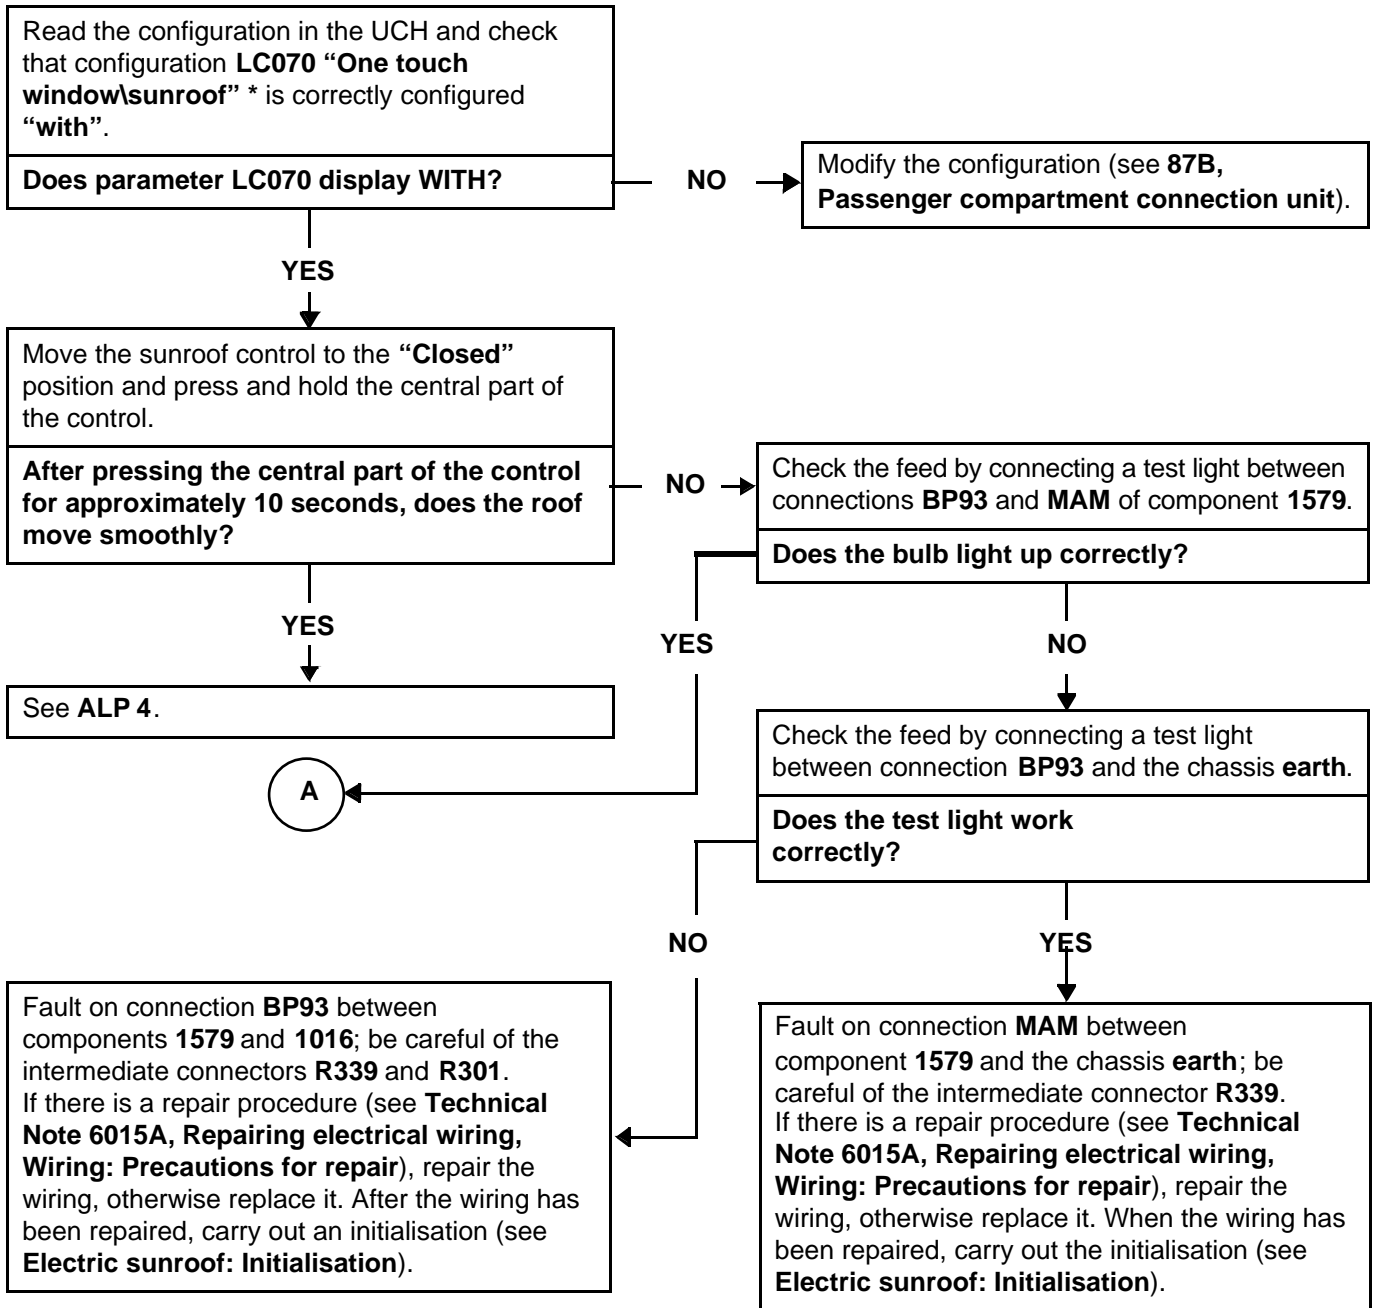 Read the configuration in the UCH and check
that configuration LC070 “One touch
window\sunroof” * is correctly configured
“with”.
Does parameter LC070 display WITH?
NO
Modify the configuration (see 87B,
Passenger compartment connection unit).
YES
Move the sunroof control to the “Closed”
position and press and hold the central part of
the control.
After pressing the central part of the control
for approximately 10 seconds, does the roof
move smoothly?
NO
Check the feed by connecting a test light between
connections BP93 and MAM of component 1579.
Does the bulb light up correctly?
YES
YES
NO
See ALP 4.
A
Check the feed by connecting a test light
between connection BP93 and the chassis earth.
Does the test light work
correctly?
NO
YES
Fault on connection BP93 between
components 1579 and 1016; be careful of the
intermediate connectors R339 and R301.
If there is a repair procedure (see Technical
Note 6015A, Repairing electrical wiring,
Wiring: Precautions for repair), repair the
wiring, otherwise replace it. After the wiring has
been repaired, carry out an initialisation (see
Electric sunroof: Initialisation).
Fault on connection MAM between
component 1579 and the chassis earth; be
careful of the intermediate connector R339.
If there is a repair procedure (see Technical
Note 6015A, Repairing electrical wiring,
Wiring: Precautions for repair), repair the
wiring, otherwise replace it. When the wiring has
been repaired, carry out the initialisation (see
Electric sunroof: Initialisation).